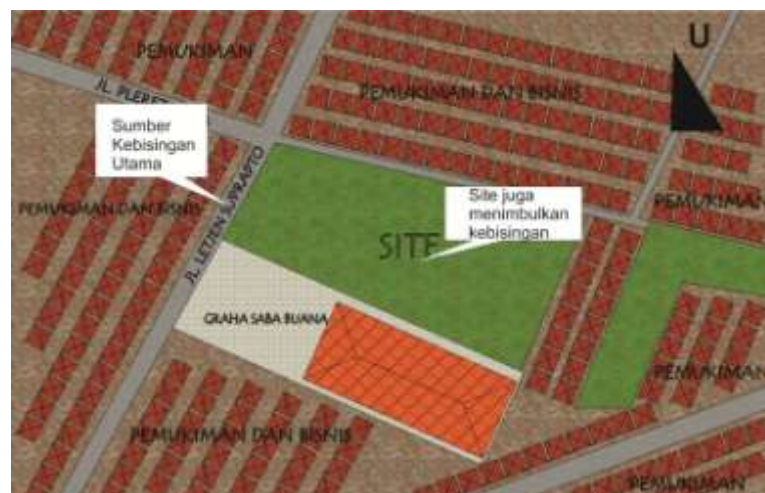 U
PEMUKIMAN
JL. PLERE
PEMUKIMAN DAN BISNIS
Sumber
Kebisingan
Utama
JL. LETJEN SUPRAPTO
Site juga
menimbulkan
kebisingan
PEMUKIMAN DAN BISNIS
PEMUKIMAN
SITE
GRAHA SABA BUANA
PEMUKIMAN
PEMUKIMAN DAN BISNIS
PEMUKIMAN